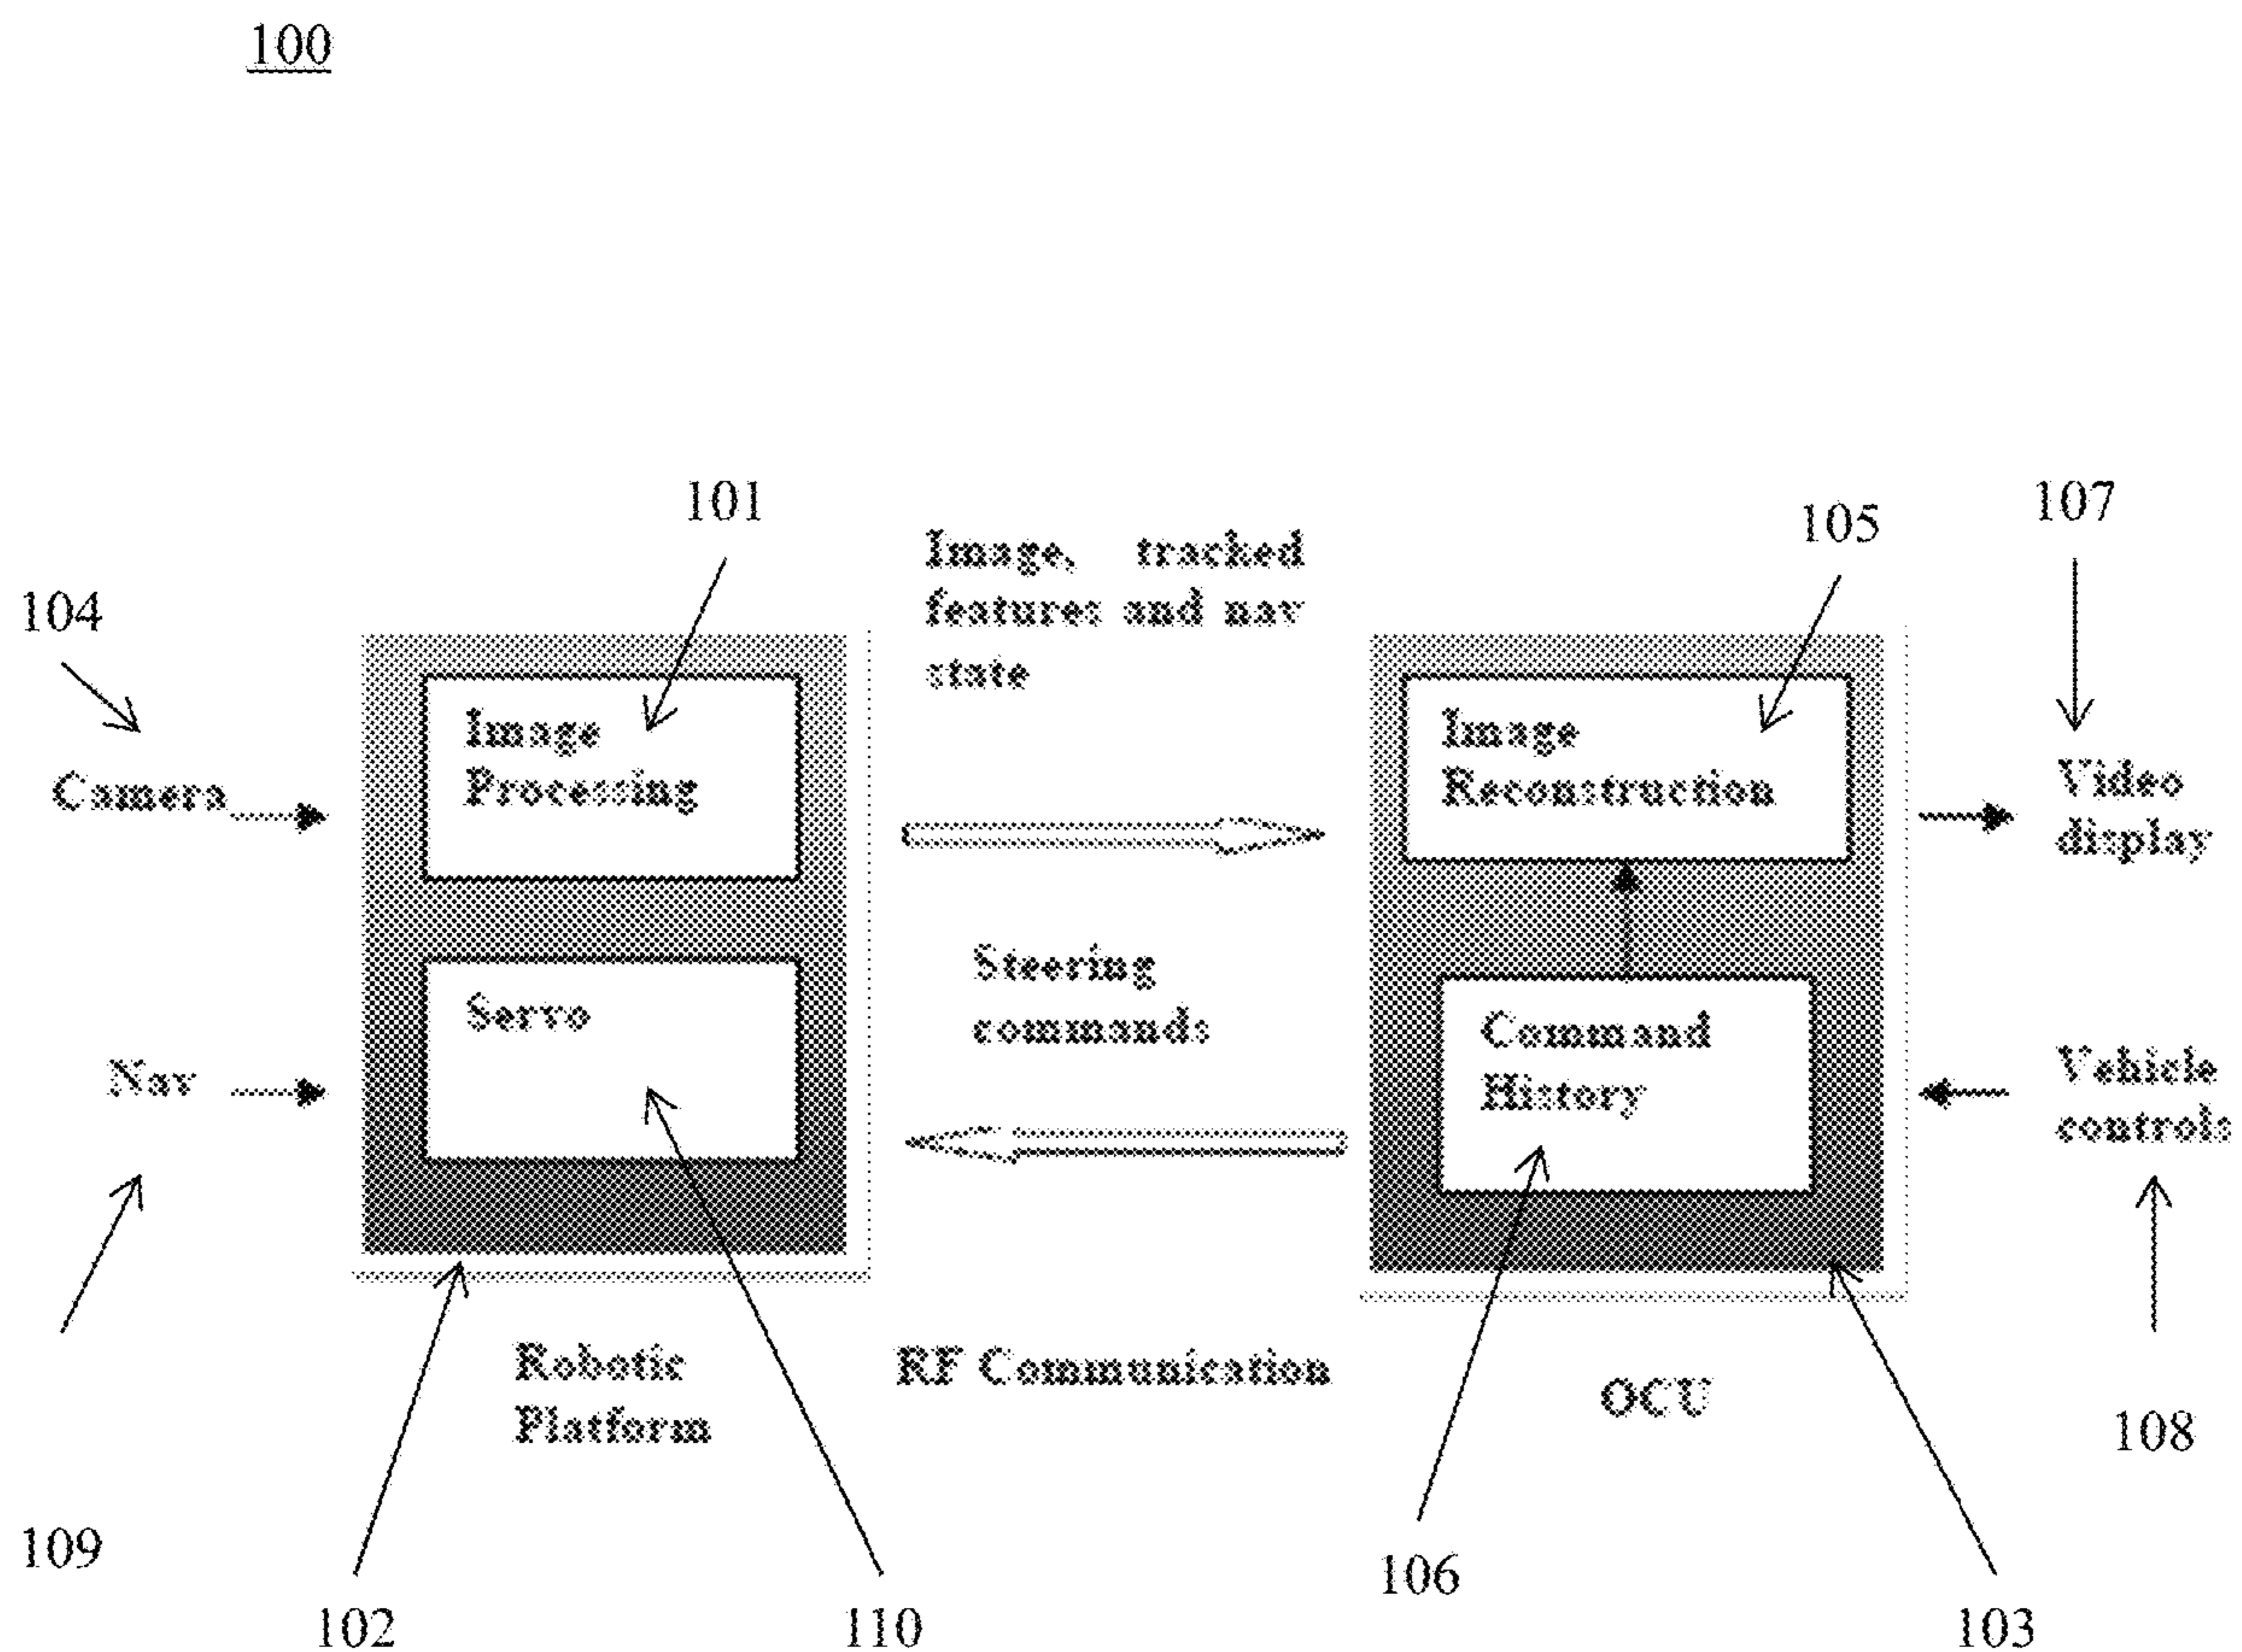 100
101
Image, tracked
features and nav
state
105
107
104
Image
Processing
Image
Reconstruction
Camera
Video
display
Steering
commands
Servo
Command
History
Nav
Vehicle
controls
Robotic
Platform
RF Communication
OCU
109
102
110
106
103
108